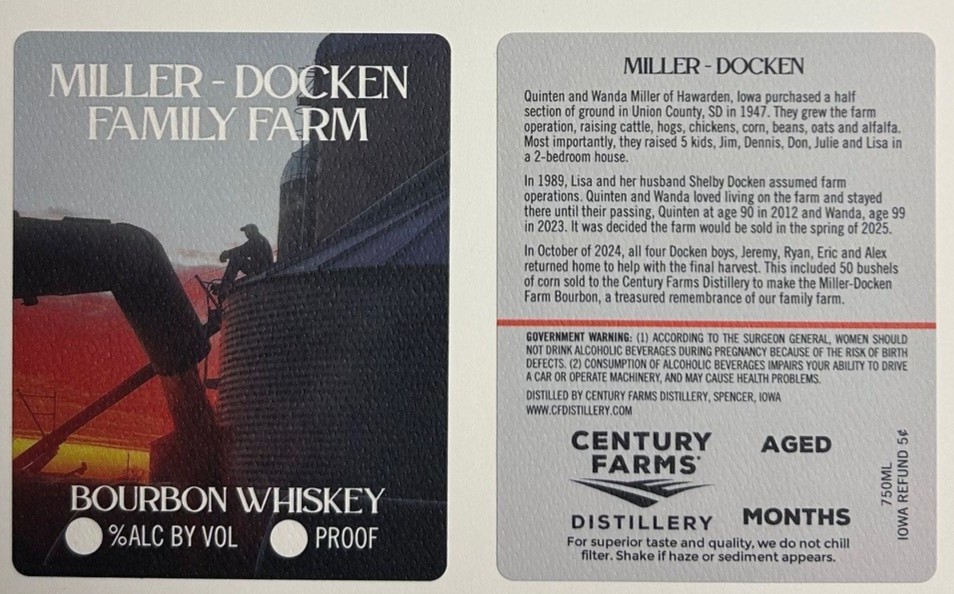 MILLER - DOCKEN
FAMILY FARM
BOURBON WHISKEY
%ALC BY VOL PROOF
MILLER - DOCKEN
Quinten and Wanda Miller of Hawarden, Iowa purchased a half
section of ground in Union County, SD in 1947. They grew the farm
operation, raising cattle, hogs, chickens, corn, beans, oats and alfalfa.
Most importantly, they raised 5 kids, Jim, Dennis, Don, Julie and Lisa in
a 2-bedroom house.
In 1989, Lisa and her husband Shelby Docken assumed farm
operations. Quinten and Wanda loved living on the farm and stayed
there until their passing, Quinten at age 90 in 2012 and Wanda, age 99
in 2023. It was decided the farm would be sold in the spring of 2025.
In October of 2024, all four Docken boys, Jeremy, Ryan, Eric and Alex
returned home to help with the final harvest. This included 50 bushels
of corn sold to the Century Farms Distillery to make the Miller-Docken
Farm Bourbon, a treasured remembrance of our family farm.
GOVERNMENT WARNING: (1) ACCORDING TO THE SURGEON GENERAL, WOMEN SHOULD
NOT DRINK ALCOHOLIC BEVERAGES DURING PREGNANCY BECAUSE OF THE RISK OF BIRTH
DEFECTS. (2) CONSUMPTION OF ALCOHOLIC BEVERAGES IMPAIRS YOUR ABILITY TO DRIVE
A CAR OR OPERATE MACHINERY, AND MAY CAUSE HEALTH PROBLEMS.
DISTILLED BY CENTURY FARMS DISTILLERY, SPENCER, IOWA
WWW.CFDISTILLERY.COM
CENTURY
FARMS
DISTILLERY
AGED
MONTHS
750ML
IOWA REFUND 5¢
For superior taste and quality, we do not chill
filter. Shake if haze or sediment appears.